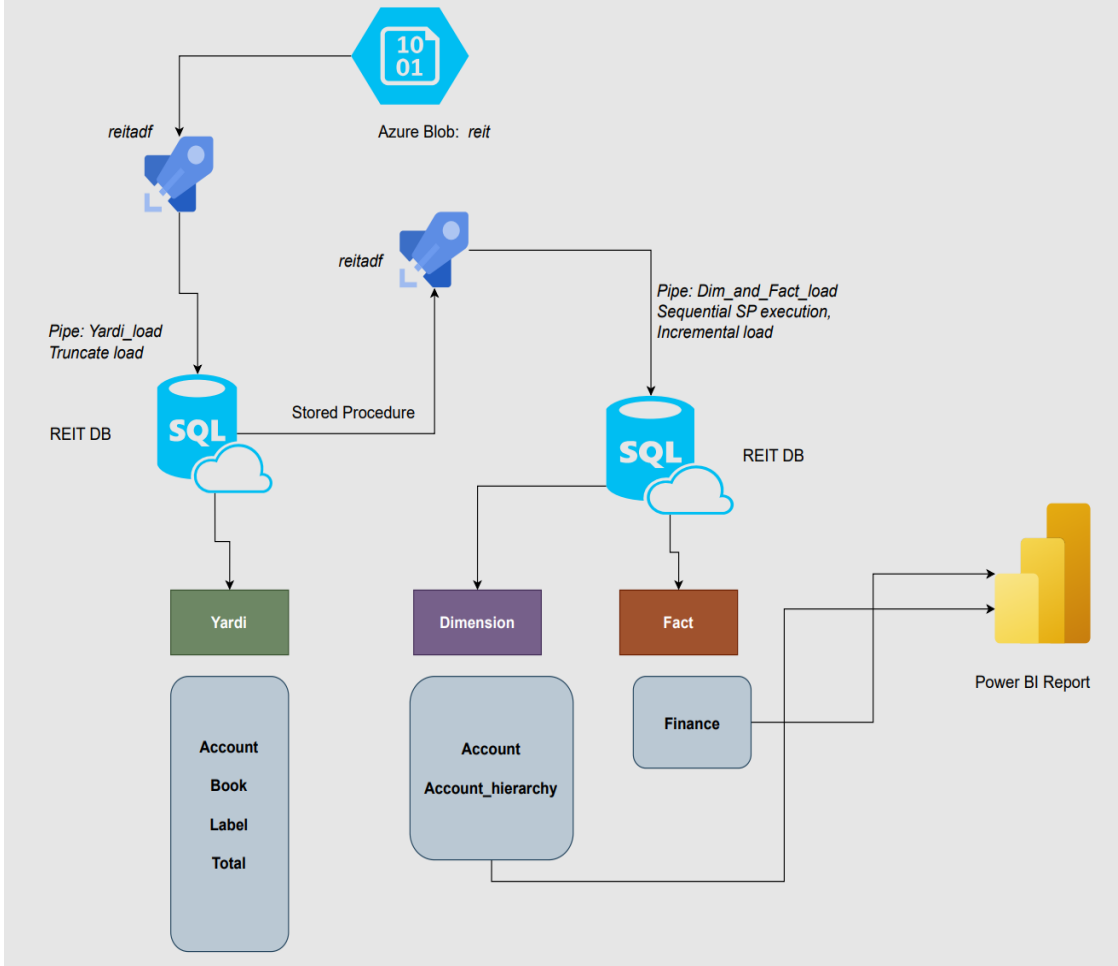 10
01
Azure Blob: reit
reitadf
reitadf
Pipe: Dim_and_Fact_load
Sequential SP execution,
Incremental load
Pipe: Yardi_load
Truncate load
Stored Procedure
REIT DB
SQL
SQL
REIT DB
Yardi
Dimension
Fact
Power BI Report
Account
Book
Label
Total
Account
Account_hierarchy
Finance